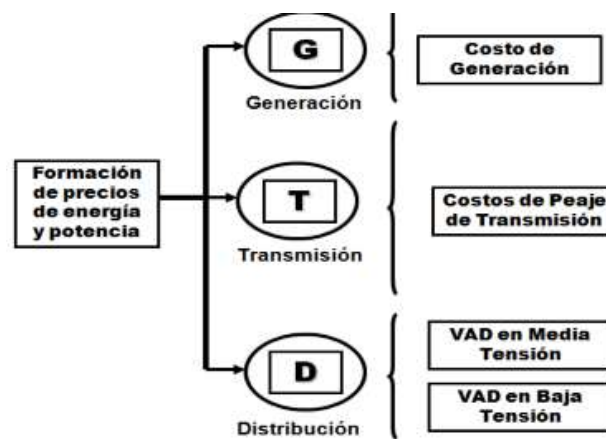 G
Generación
Costo de
Generación
Formación
de precios
de energía
y potencia
T
Transmisión
Costos de Peaje
de Transmisión
D
Distribución
VAD en Media
Tensión
VAD en Baja
Tensión